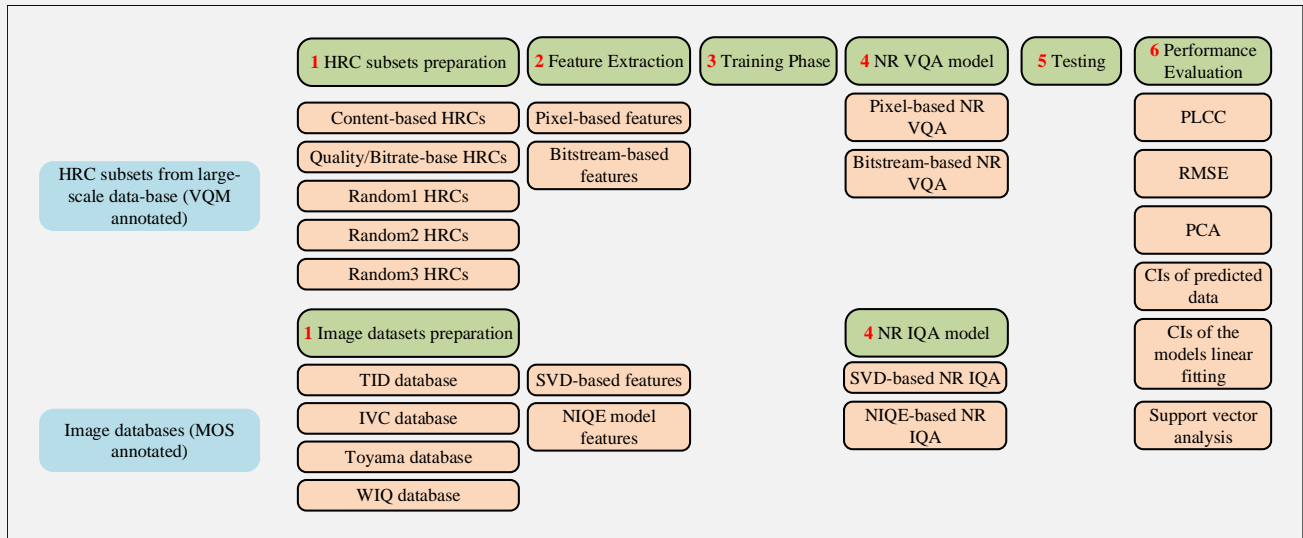 1 HRC subsets preparation
2 Feature Extraction
3 Training Phase
4 NR VQA model
5 Testing
6 Performance
Evaluation
HRC subsets from large-
scale data-base (VQM
annotated)
Content-based HRCs
Quality/Bitrate-base HRCs
Random1 HRCs
Random2 HRCs
Random3 HRCs
Pixel-based features
Bitstream-based
features
Pixel-based NR
VQA
Bitstream-based NR
VQA
PLCC
RMSE
PCA
CIs of predicted
data
CIs of the
models linear
fitting
Support vector
analysis
1 Image datasets preparation
4 NR IQA model
Image databases (MOS
annotated)
TID database
IVC database
Toyama database
WIQ database
SVD-based features
NIQE model
features
SVD-based NR IQA
NIQE-based NR
IQA